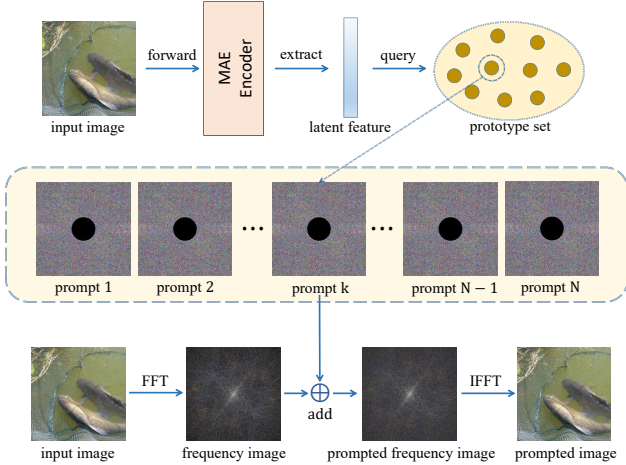 forward
MAE
Encoder
extract
query
input image
latent feature
prototype set
prompt 1
prompt 2
...
prompt k
...
prompt N − 1
prompt N
FFT
add
IFFT
input image
frequency image
prompted frequency image
prompted image